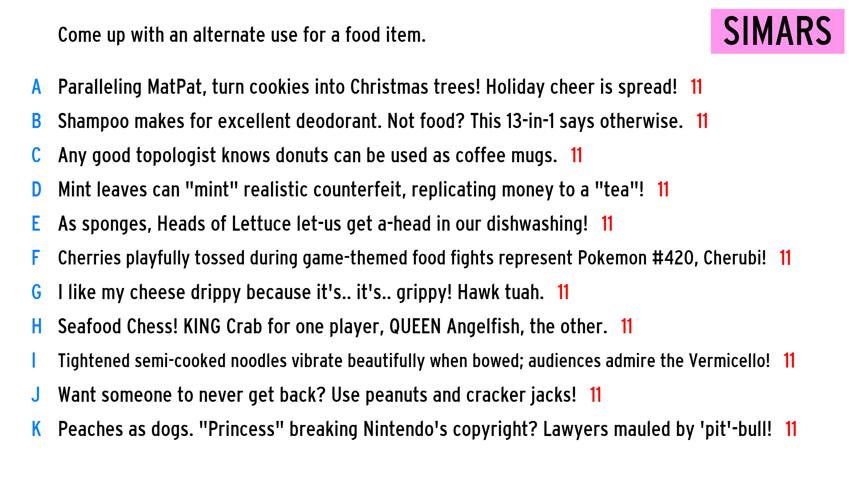 Come up with an alternate use for a food item.
SIMARS
A Paralleling MatPat, turn cookies into Christmas trees! Holiday cheer is spread! 11
B Shampoo makes for excellent deodorant. Not food? This 13-in-1 says otherwise. 11
C Any good topologist knows donuts can be used as coffee mugs. 11
D Mint leaves can "mint" realistic counterfeit, replicating money to a "tea"! 11
E As sponges, Heads of Lettuce let-us get a-head in our dishwashing! 11
F Cherries playfully tossed during game-themed food fights represent Pokemon #420, Cherubi! 11
G I like my cheese drippy because it's.. it's.. grippy! Hawk tuah. 11
H Seafood Chess! KING Crab for one player, QUEEN Angelfish, the other. 11
I Tightened semi-cooked noodles vibrate beautifully when bowed; audiences admire the Vermicello! 11
J Want someone to never get back? Use peanuts and cracker jacks! 11
K Peaches as dogs. "Princess" breaking Nintendo's copyright? Lawyers mauled by 'pit'-bull! 11